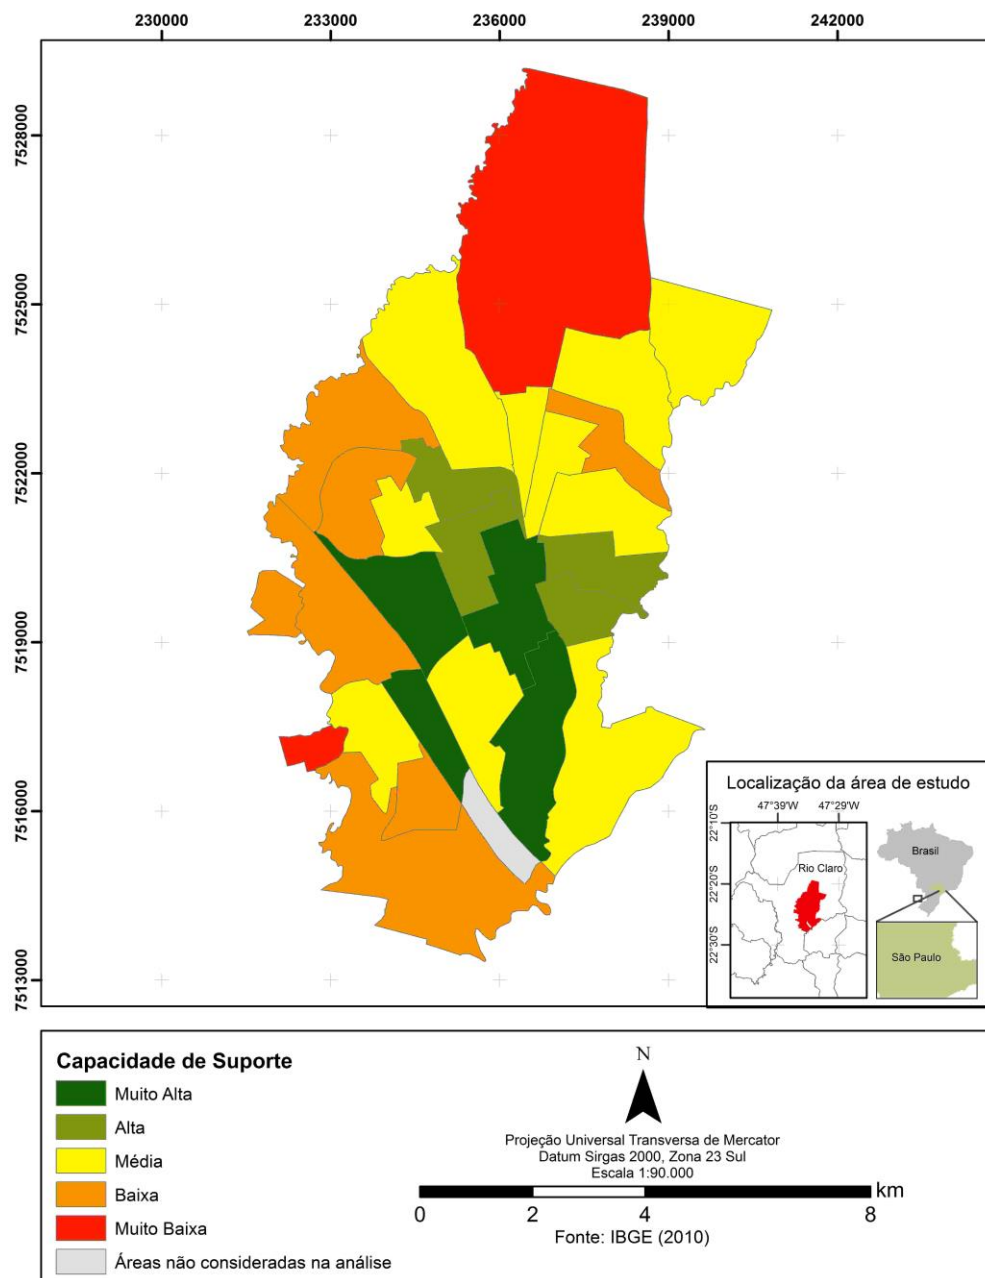 230000 233000 236000 239000 242000
7528000
7525000
7522000
7519000
7516000
7513000
Localização da área de estudo
47°39'W 47°29'W
22°10'S
22°20'S
22°30'S
Rio Claro
Brasil
São Paulo
Capacidade de Suporte
Muito Alta
Alta
Média
Baixa
Muito Baixa
Áreas não consideradas na análise
N
Projeção Universal Transversa de Mercator
Datum Sirgas 2000, Zona 23 Sul
Escala 1:90.000
km
0 2 4 8
Fonte: IBGE (2010)